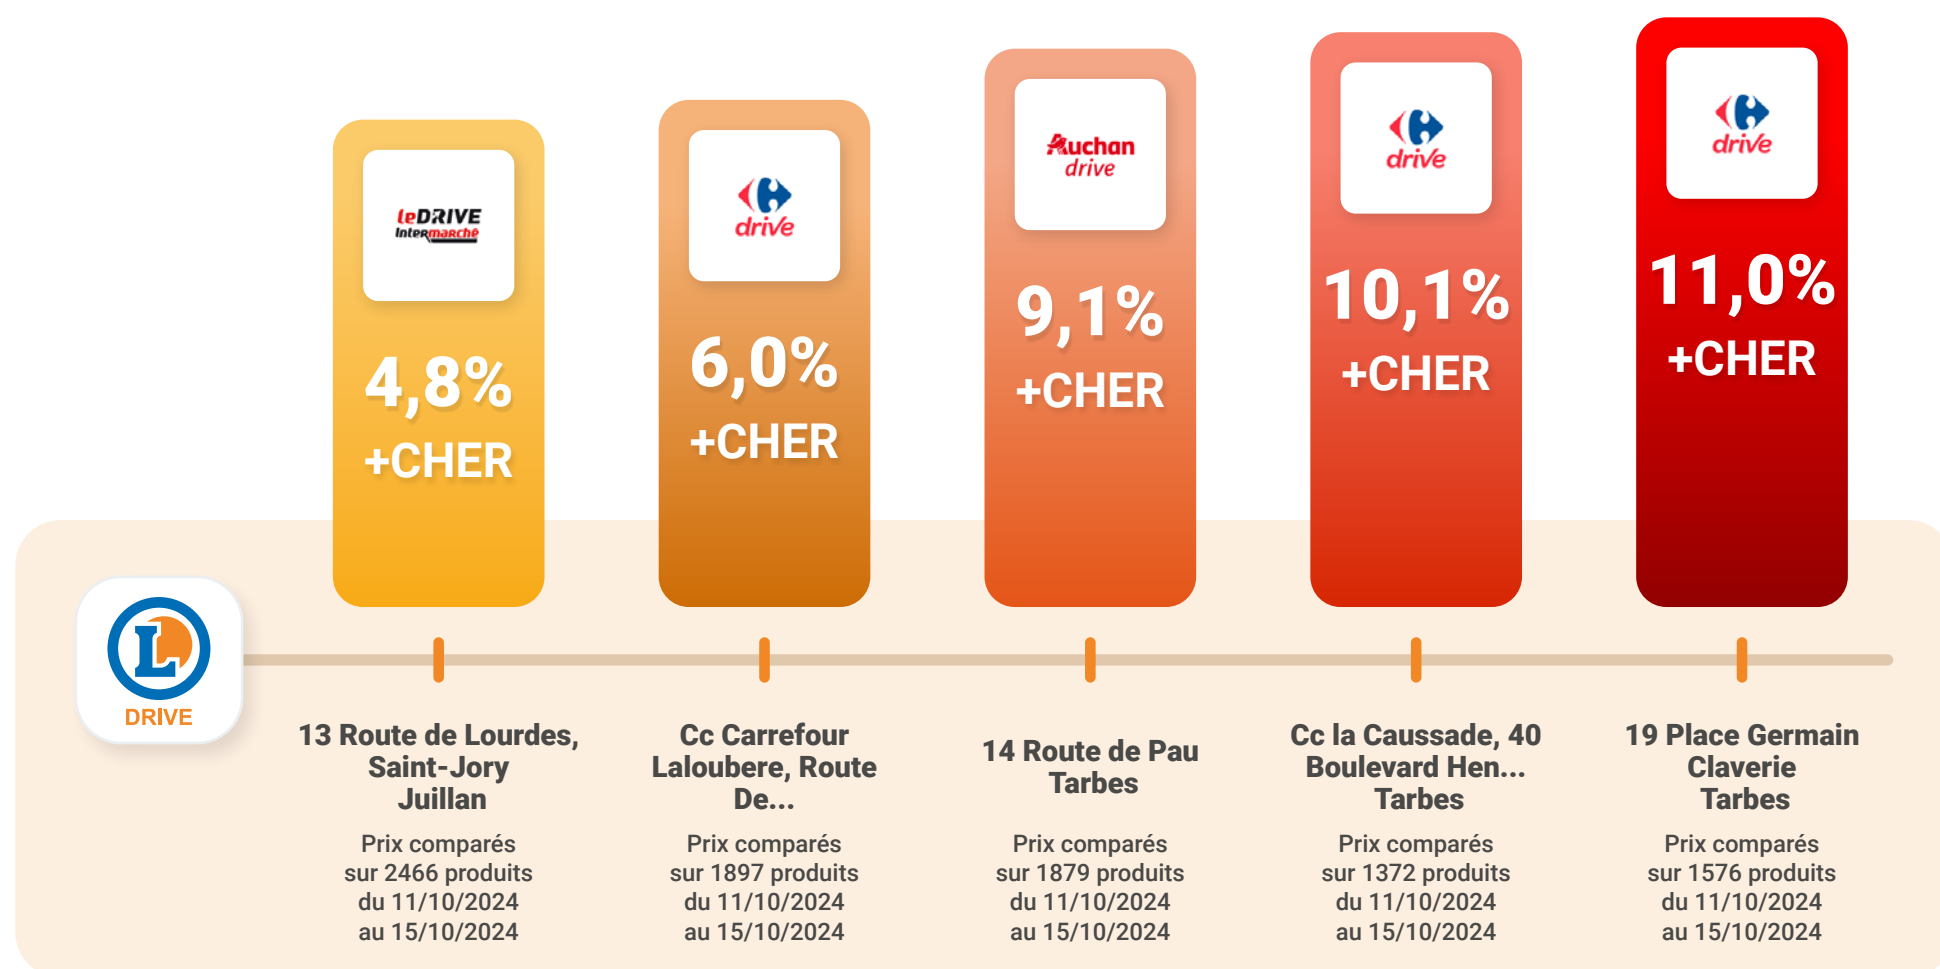 leDRIVE
Intermarché
4,8%
+CHER
drive
6,0%
+CHER
Auchan
drive
9,1%
+CHER
drive
10,1%
+CHER
drive
11,0%
+CHER
L
DRIVE
13 Route de Lourdes,
Saint-Jory
Juillan
Prix comparés
sur 2466 produits
du 11/10/2024
au 15/10/2024
Cc Carrefour
Laloubere, Route
De...
Prix comparés
sur 1897 produits
du 11/10/2024
au 15/10/2024
14 Route de Pau
Tarbes
Prix comparés
sur 1879 produits
du 11/10/2024
au 15/10/2024
Cc la Caussade, 40
Boulevard Hen...
Tarbes
Prix comparés
sur 1372 produits
du 11/10/2024
au 15/10/2024
19 Place Germain
Claverie
Tarbes
Prix comparés
sur 1576 produits
du 11/10/2024
au 15/10/2024